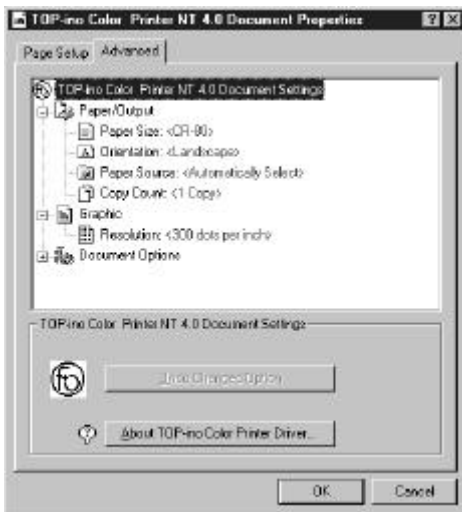 TOP-ino Color Printer NT 4.0 Document Properties
Page Setup Advanced
TOP-ino Color Printer NT 4.0 Document Settings
Paper/Output
Paper Size: <CR-80>
Orientation: <Landscape>
Paper Source: <Automatically Select>
Copy Count: <1 Copy>
Graphic
Resolution: <300 dots per inch>
Document Options
TOP-ino Color Printer NT 4.0 Document Settings
Undo Changed Option
About TOP-ino Color Printer Driver...
OK Cancel